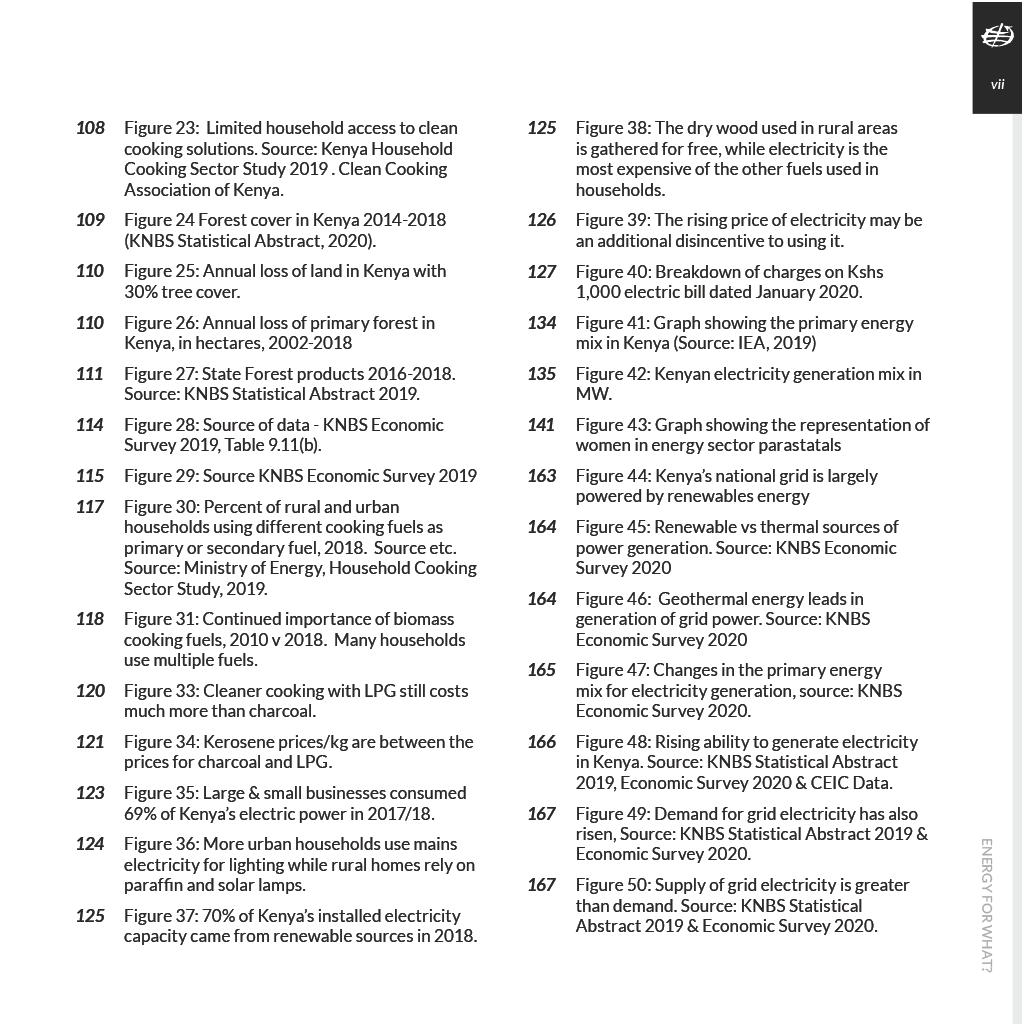 vii
108 Figure 23:  Limited household access to clean
cooking solutions. Source: Kenya Household
Cooking Sector Study 2019 . Clean Cooking
Association of Kenya.
109 Figure 24 Forest cover in Kenya 2014-2018
(KNBS Statistical Abstract, 2020).
110 Figure 25: Annual loss of land in Kenya with
30% tree cover.
110 Figure 26: Annual loss of primary forest in
Kenya, in hectares, 2002-2018
111 Figure 27: State Forest products 2016-2018.
Source: KNBS Statistical Abstract 2019.
114 Figure 28: Source of data - KNBS Economic
Survey 2019, Table 9.11(b).
115 Figure 29: Source KNBS Economic Survey 2019
117 Figure 30: Percent of rural and urban
households using different cooking fuels as
primary or secondary fuel, 2018.  Source etc.
Source: Ministry of Energy, Household Cooking
Sector Study, 2019.
118 Figure 31: Continued importance of biomass
cooking fuels, 2010 v 2018.  Many households
use multiple fuels.
120 Figure 33: Cleaner cooking with LPG still costs
much more than charcoal.
121 Figure 34: Kerosene prices/kg are between the
prices for charcoal and LPG.
123 Figure 35: Large & small businesses consumed
69% of Kenya's electric power in 2017/18.
124 Figure 36: More urban households use mains
electricity for lighting while rural homes rely on
paraffin and solar lamps.
125 Figure 37: 70% of Kenya's installed electricity
capacity came from renewable sources in 2018.
125 Figure 38: The dry wood used in rural areas
is gathered for free, while electricity is the
most expensive of the other fuels used in
households.
126 Figure 39: The rising price of electricity may be
an additional disincentive to using it.
127 Figure 40: Breakdown of charges on Kshs
1,000 electric bill dated January 2020.
134 Figure 41: Graph showing the primary energy
mix in Kenya (Source: IEA, 2019)
135 Figure 42: Kenyan electricity generation mix in
MW.
141 Figure 43: Graph showing the representation of
women in energy sector parastatals
163 Figure 44: Kenya's national grid is largely
powered by renewables energy
164 Figure 45: Renewable vs thermal sources of
power generation. Source: KNBS Economic
Survey 2020
164 Figure 46:  Geothermal energy leads in
generation of grid power. Source: KNBS
Economic Survey 2020
165 Figure 47: Changes in the primary energy
mix for electricity generation, source: KNBS
Economic Survey 2020.
166 Figure 48: Rising ability to generate electricity
in Kenya. Source: KNBS Statistical Abstract
2019, Economic Survey 2020 & CEIC Data.
167 Figure 49: Demand for grid electricity has also
risen, Source: KNBS Statistical Abstract 2019 &
Economic Survey 2020.
167 Figure 50: Supply of grid electricity is greater
than demand. Source: KNBS Statistical
Abstract 2019 & Economic Survey 2020.
ENERGY FOR WHAT?